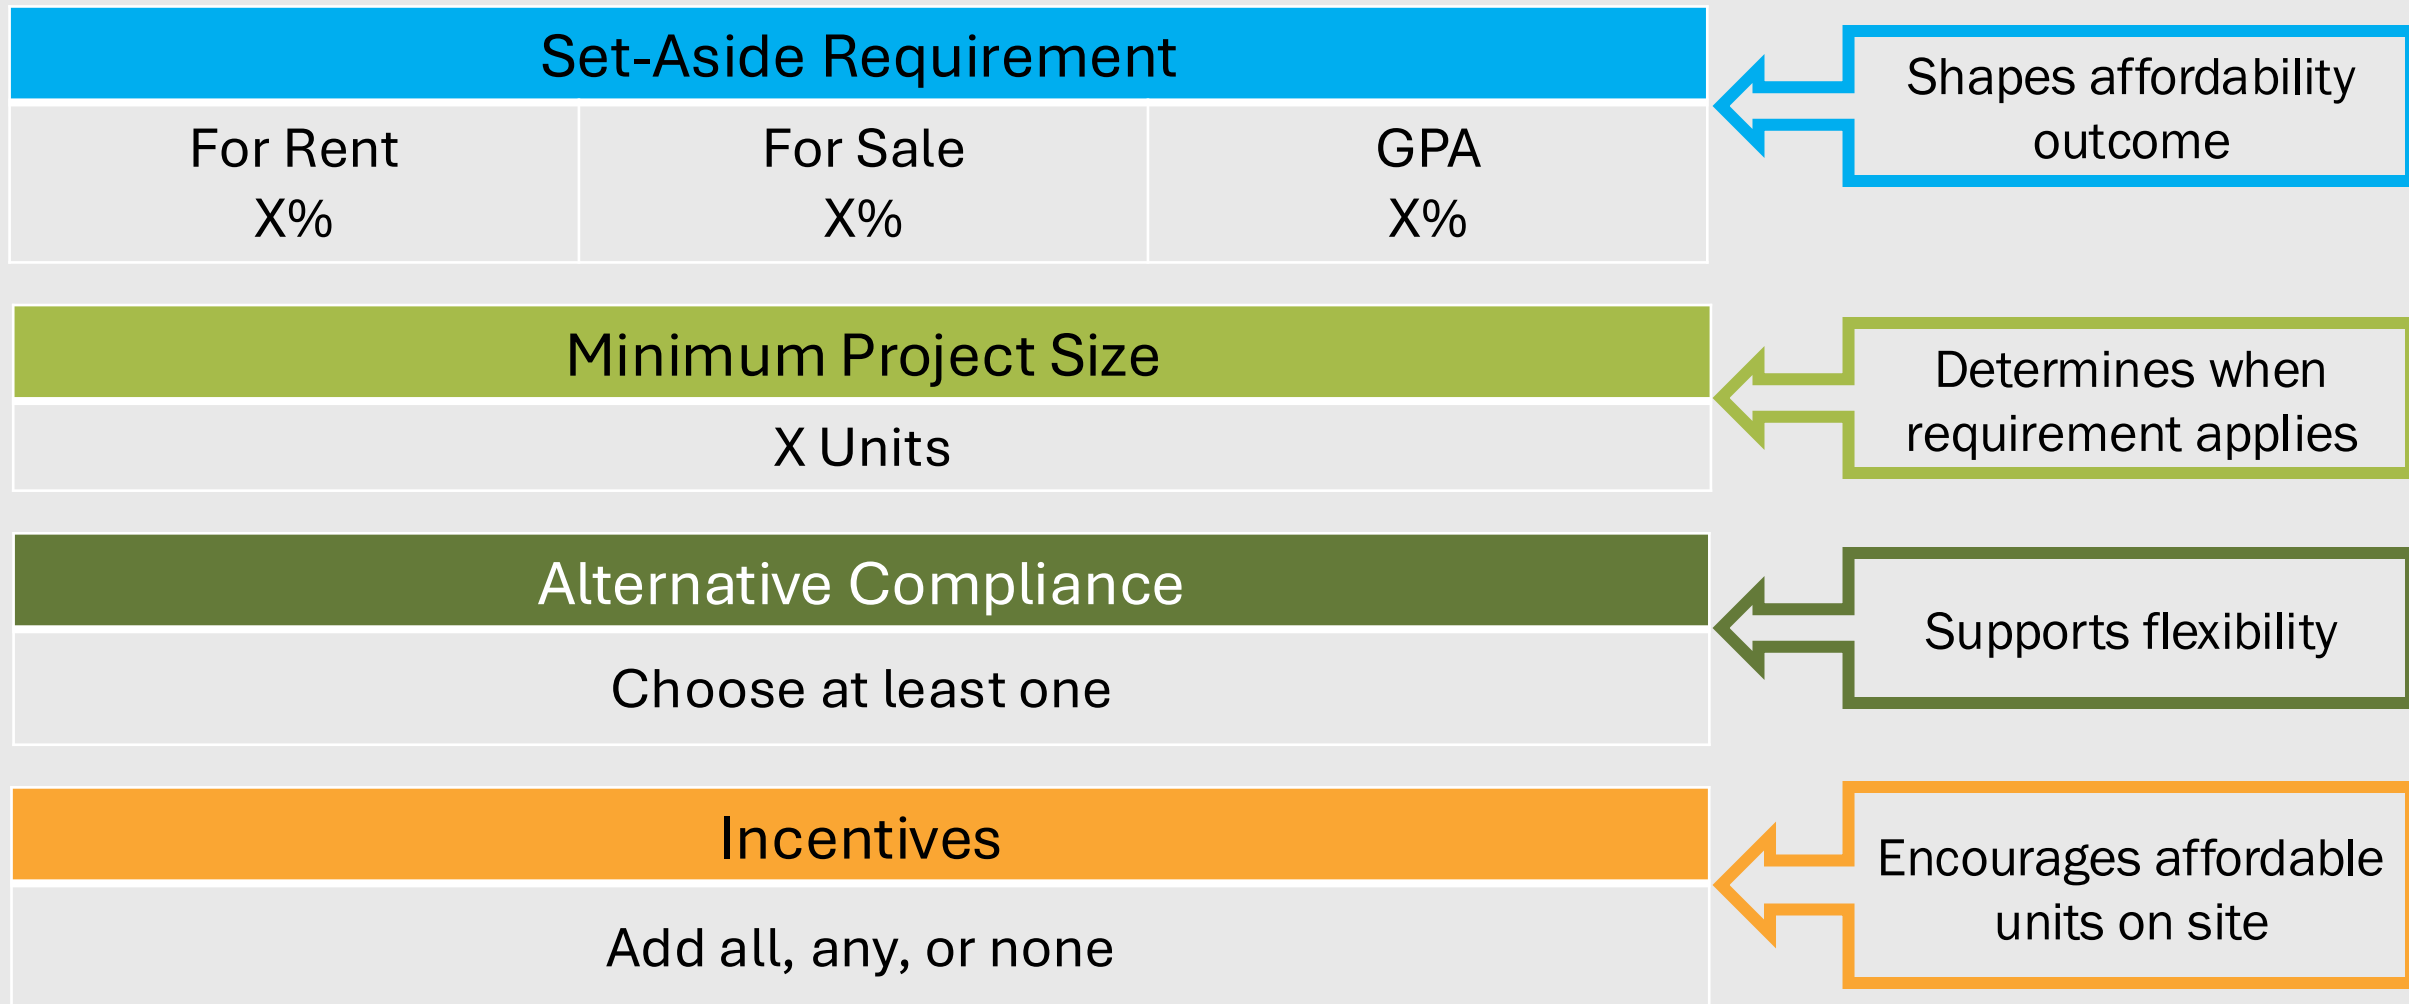 Set-Aside Requirement
Shapes affordability
outcome
For Rent
X%
For Sale
X%
GPA
X%
Minimum Project Size
X Units
Determines when
requirement applies
Alternative Compliance
Choose at least one
Supports flexibility
Incentives
Add all, any, or none
Encourages affordable
units on site